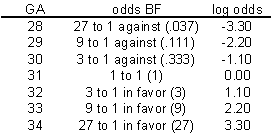 GA odds BF log odds
28 27 to 1 against (.037) -3.30
29 9 to 1 against (.111) -2.20
30 3 to 1 against (.333) -1.10
31 1 to 1 (1) 0.00
32 3 to 1 in favor (3) 1.10
33 9 to 1 in favor (9) 2.20
34 27 to 1 in favor (27) 3.30